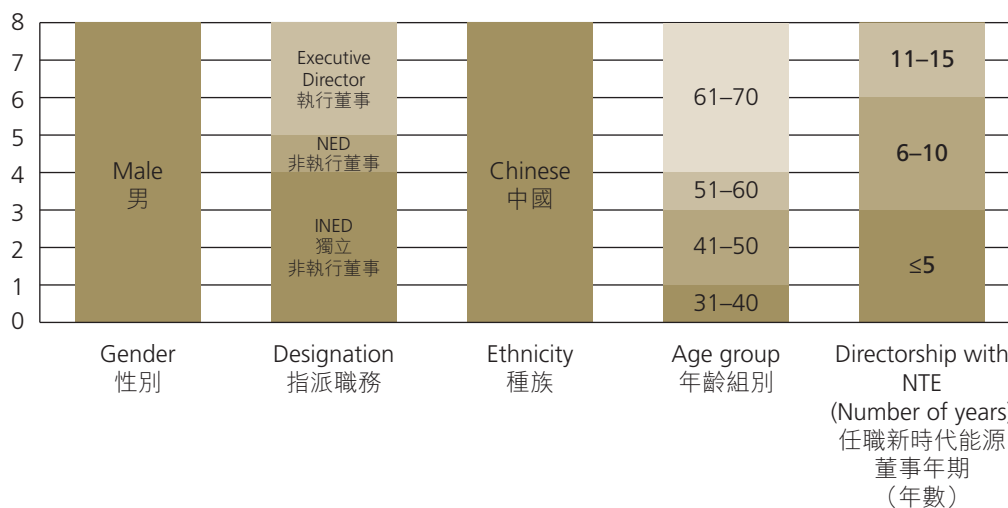 8
7
6
5
4
3
2
1
0
Male
男
Executive
Director
執行董事
NED
非執行董事
INED
獨立
非執行董事
Chinese
中國
61–70
51–60
41–50
31–40
11–15
6–10
≤5
Gender
性別
Designation
指派職務
Ethnicity
種族
Age group
年齡組別
Directorship with
NTE
(Number of years)
任職新時代能源
董事年期
（年數）